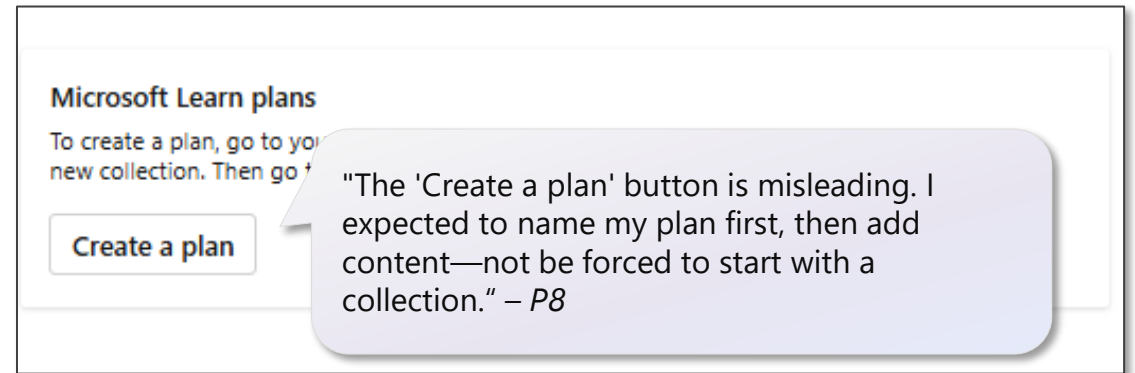 Microsoft Learn plans
To create a plan, go to
new collection. Then go
Create a plan
"The 'Create a plan' button is misleading. I
expected to name my plan first, then add
content—not be forced to start with a
collection.“ – P8